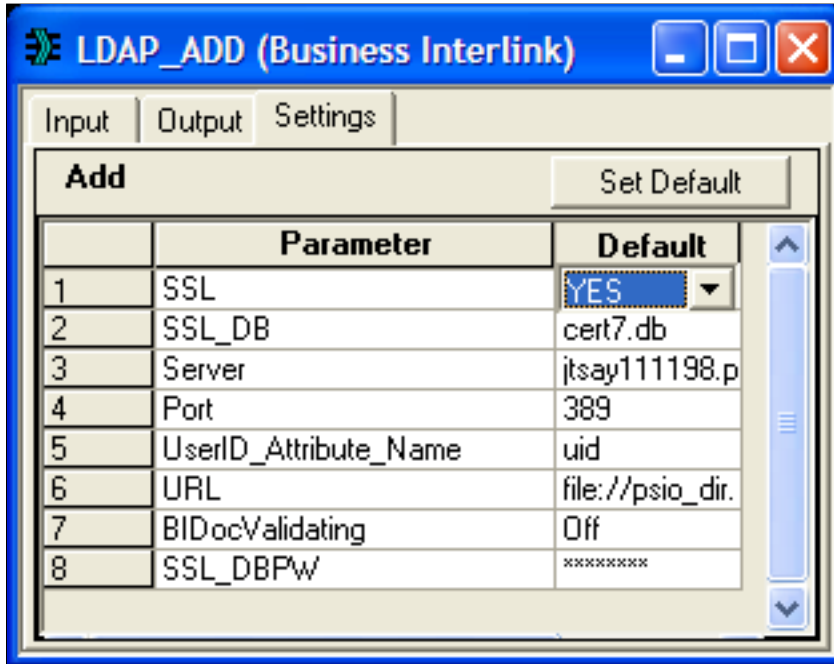 LDAP_ADD (Business Interlink)
Input Output Settings
Add Set Default
Parameter Default
1 SSL YES
2 SSL_DB cert7.db
3 Server jtsay111198.p
4 Port 389
5 UserID_Attribute_Name uid
6 URL file://psio_dir.
7 BIDocValidating Off
8 SSL_DBPW ********